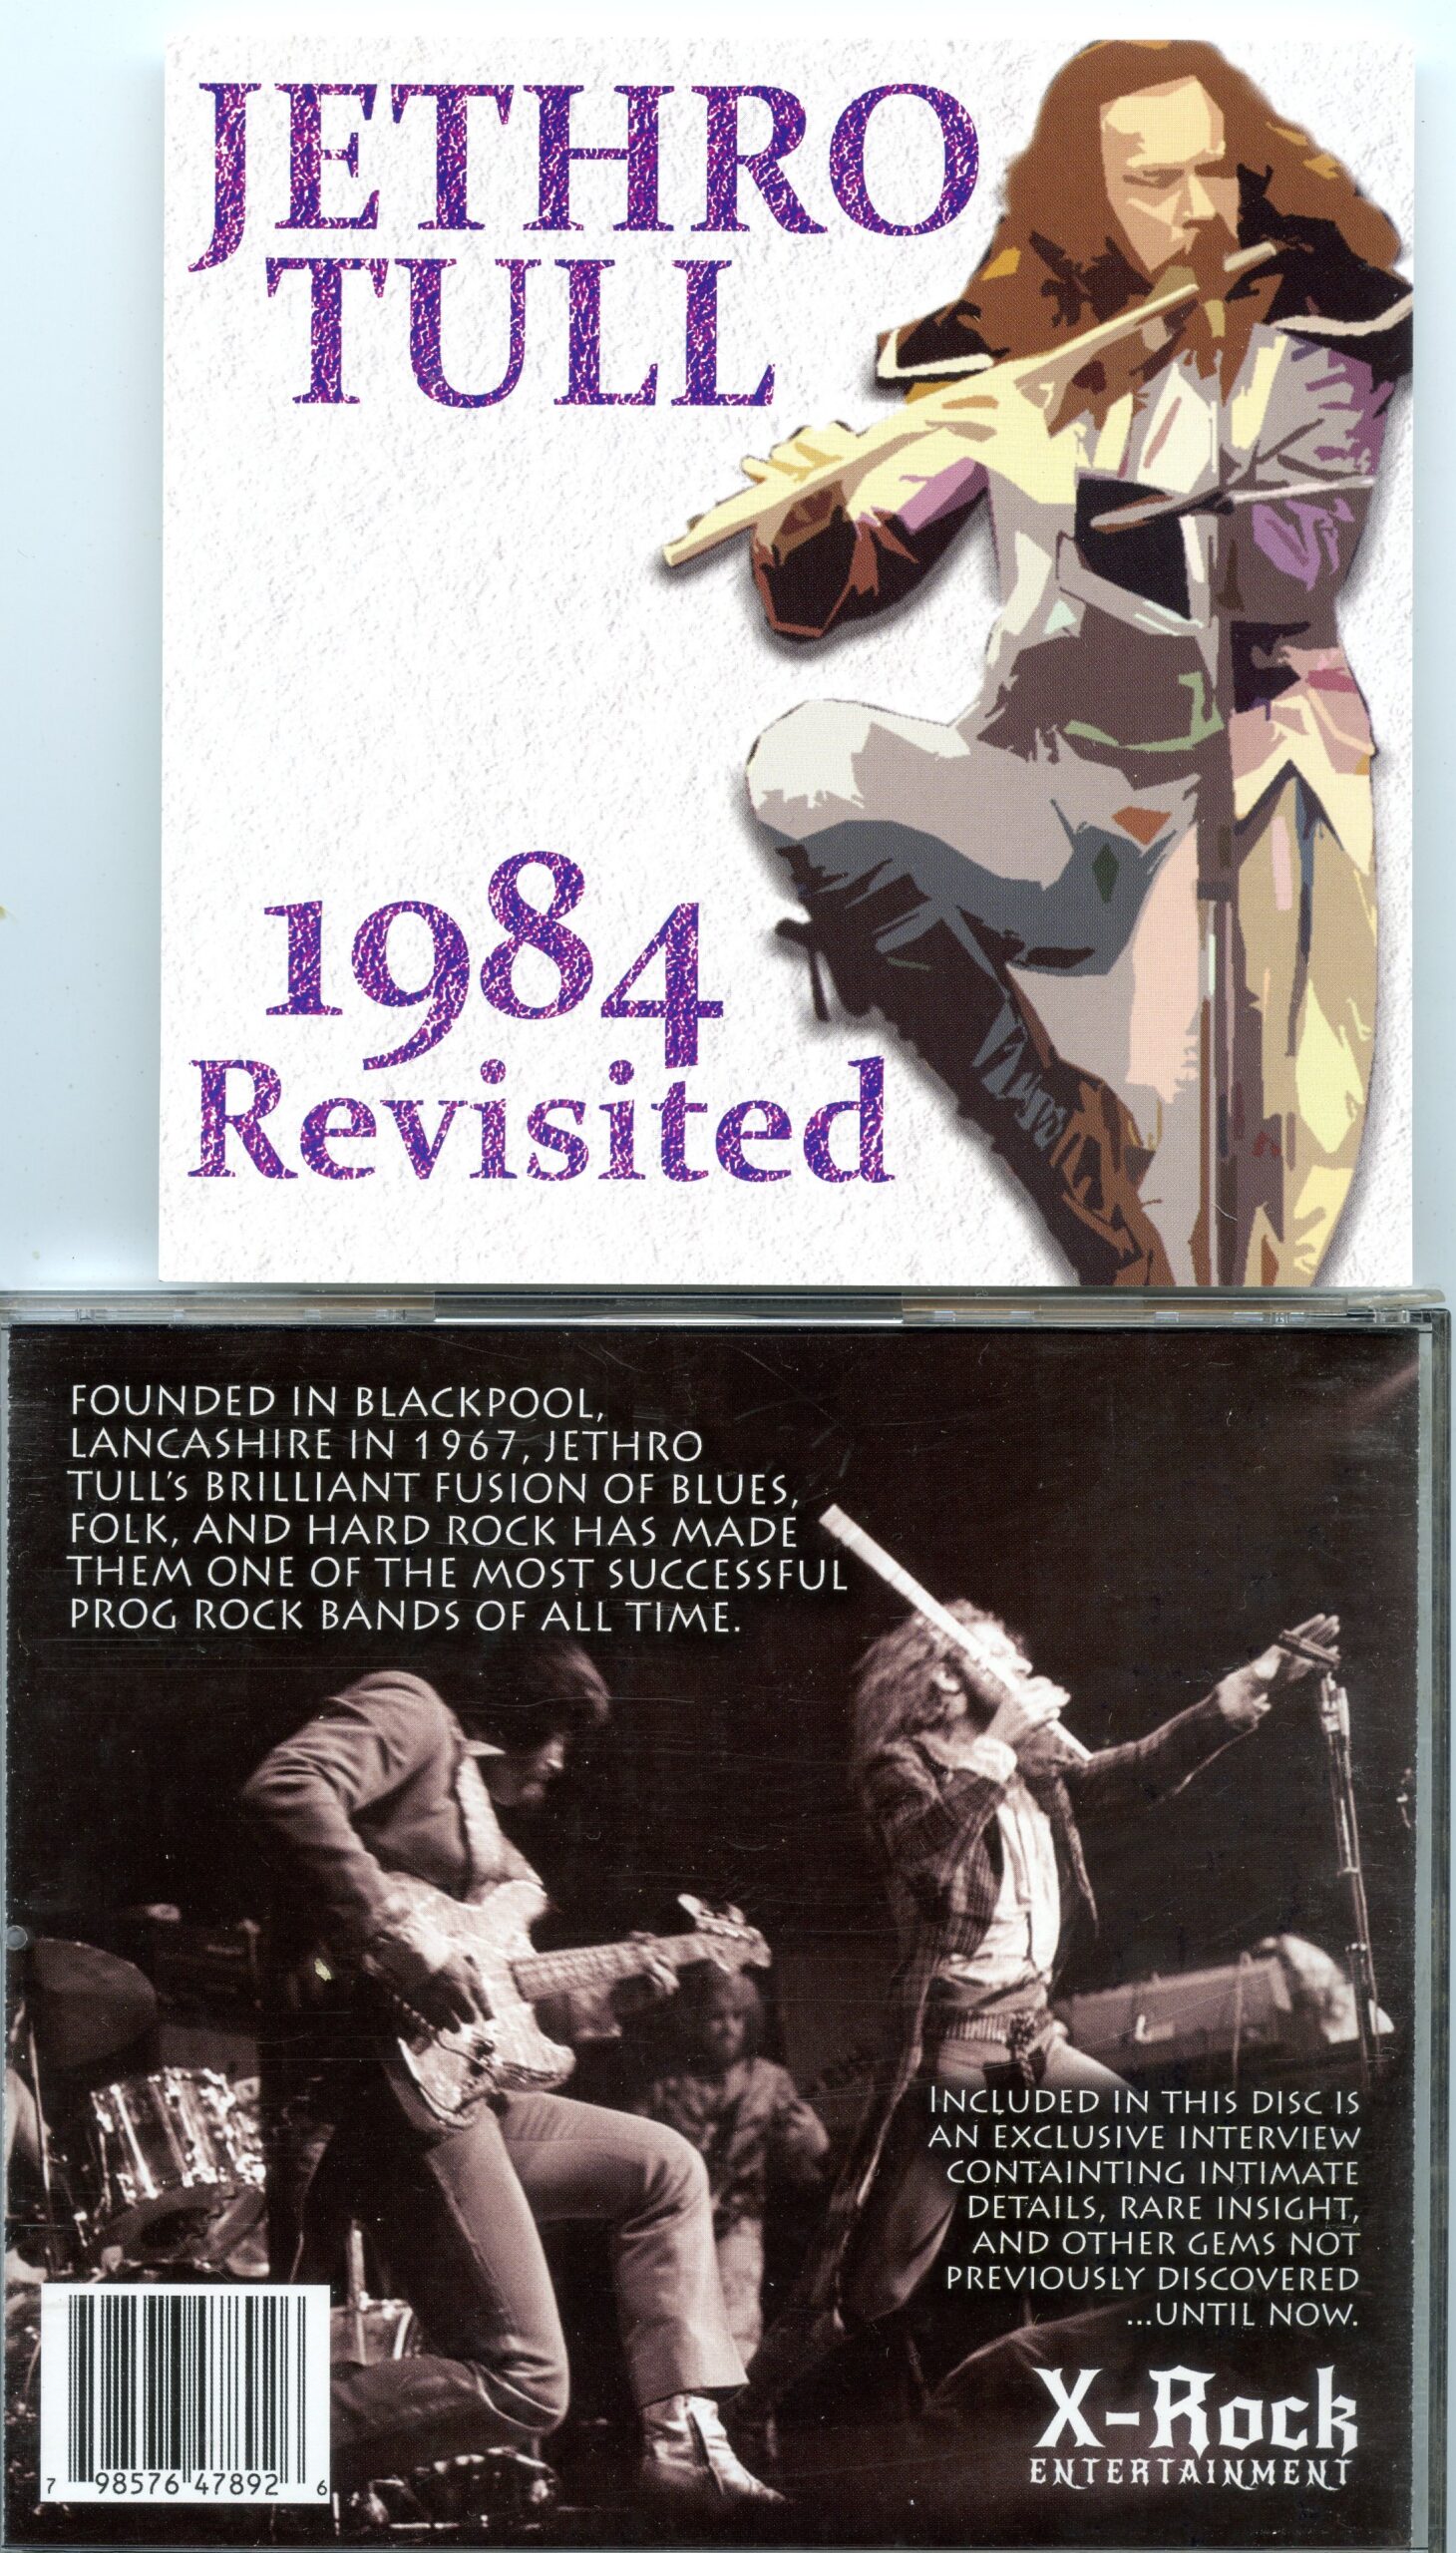 JETHRO
TULL
1984
Revisited
FOUNDED IN BLACKPOOL,
LANCASHIRE IN 1967, JETHRO
TULL'S BRILLIANT FUSION OF BLUES,
FOLK, AND HARD ROCK HAS MADE
THEM ONE OF THE MOST SUCCESSFUL
PROG ROCK BANDS OF ALL TIME.
INCLUDED IN THIS DISC IS
AN EXCLUSIVE INTERVIEW
CONTAINTING INTIMATE
DETAILS, RARE INSIGHT,
AND OTHER GEMS NOT
PREVIOUSLY DISCOVERED
...UNTIL NOW.
X-Rock
ENTERTAINMENT
7 98576 47892 6